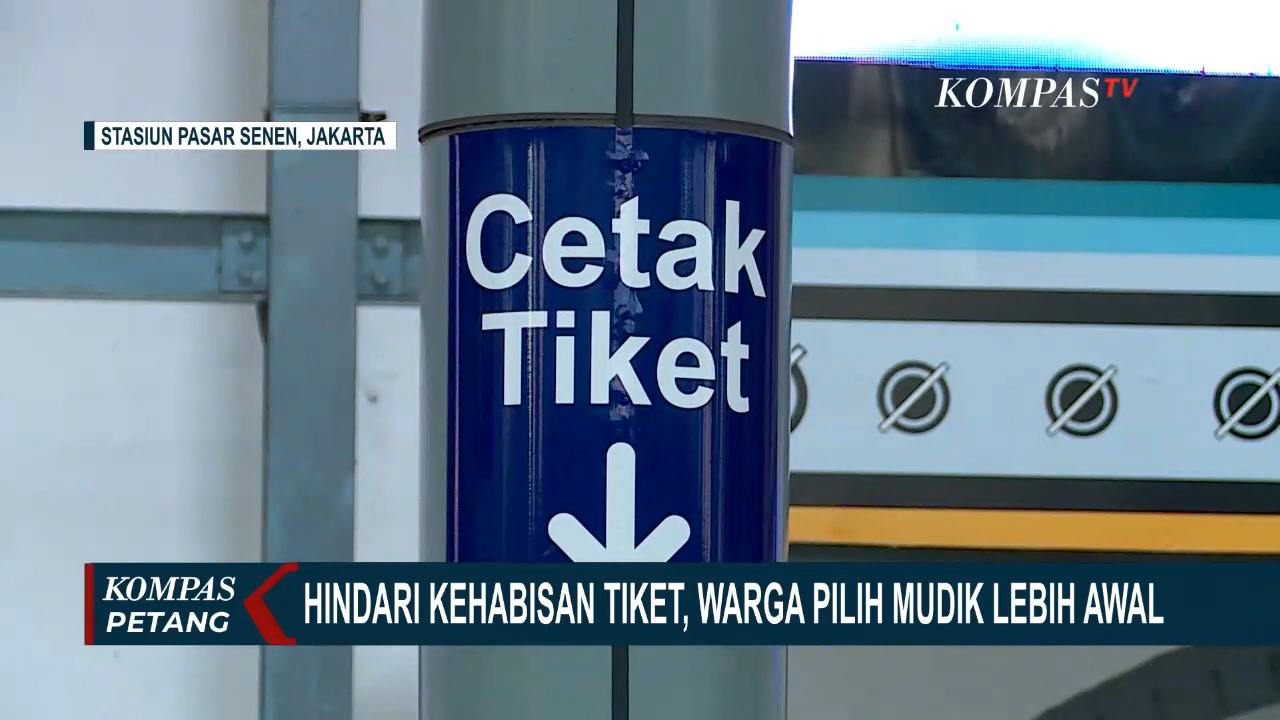 KOMPASTV
STASIUN PASAR SENEN, JAKARTA
Cetak
Tiket
KOMPAS
PETANG
HINDARI KEHABISAN TIKET, WARGA PILIH MUDIK LEBIH AWAL